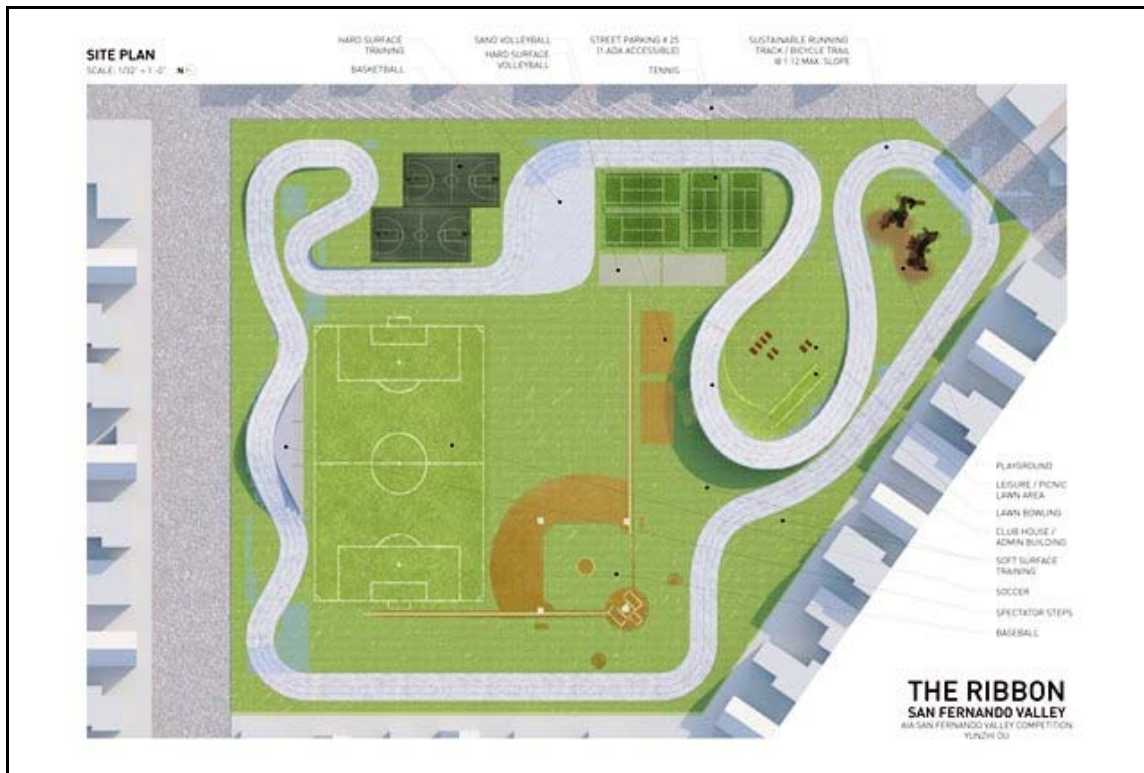 SITE PLAN
SCALE: 1/32" = 1'-0" N
HARD SURFACE
TRAINING
BASKETBALL
SAND VOLLEYBALL
HARD SURFACE
VOLLEYBALL
STREET PARKING X 25
(1 ADA ACCESSIBLE)
TENNIS
SUSTAINABLE RUNNING
TRACK / BICYCLE TRAIL
@ 1:12 MAX. SLOPE
PLAYGROUND
LEISURE / PICNIC
LAWN AREA
LAWN BOWLING
CLUB HOUSE /
ADMIN BUILDING
SOFT SURFACE
TRAINING
SOCCER
SPECTATOR STEPS
BASEBALL
THE RIBBON
SAN FERNANDO VALLEY
AIA SAN FERNANDO VALLEY COMPETITION
YUNZHI OU